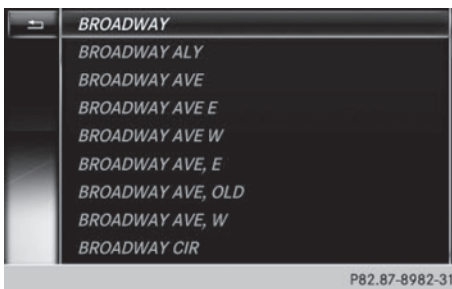 BROADWAY
BROADWAY ALY
BROADWAY AVE
BROADWAY AVE E
BROADWAY AVE W
BROADWAY AVE, E
BROADWAY AVE, OLD
BROADWAY AVE, W
BROADWAY CIR
P82.87-8982-31